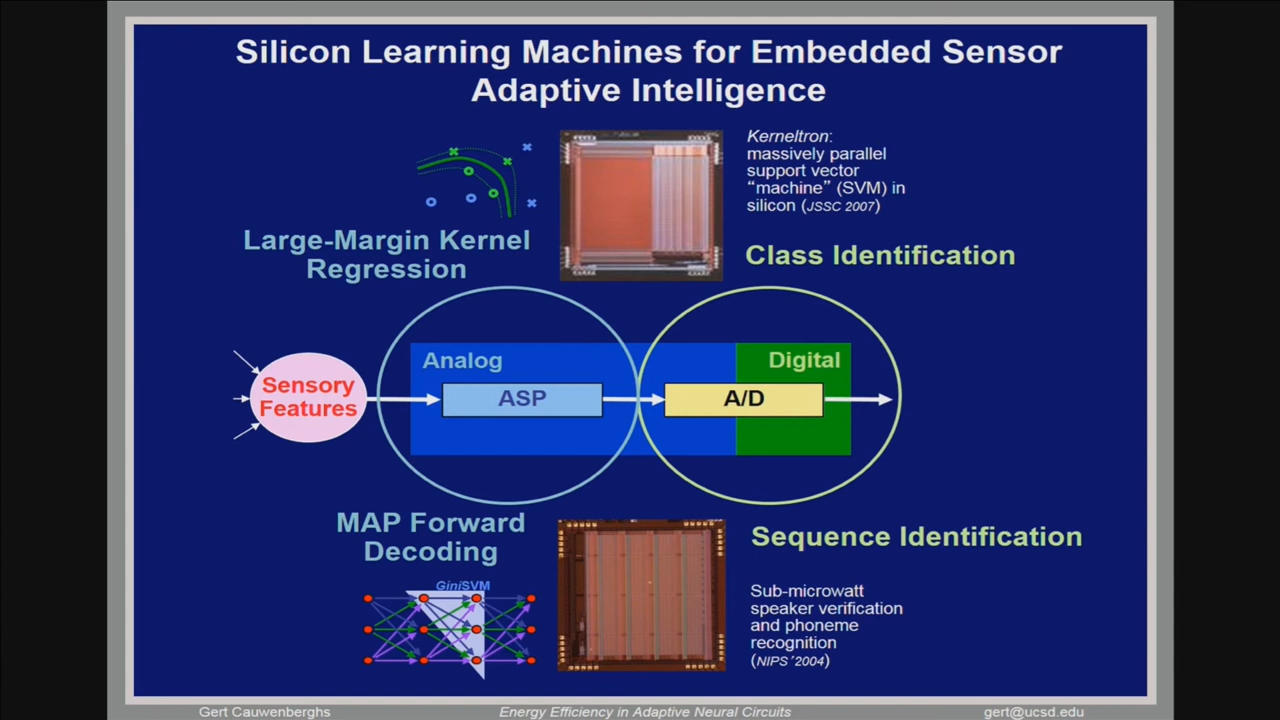 Silicon Learning Machines for Embedded Sensor
Adaptive Intelligence
Kerneltron:
massively parallel
support vector
“machine” (SVM) in
silicon (JSSC 2007)
Large-Margin Kernel
Regression
Class Identification
Analog
Digital
Sensory
Features
ASP
A/D
MAP Forward
Decoding
GiniSVM
Sequence Identification
Sub-microwatt
speaker verification
and phoneme
recognition
(NIPS´2004)
Gert Cauwenberghs
Energy Efficiency in Adaptive Neural Circuits
gert@ucsd.edu